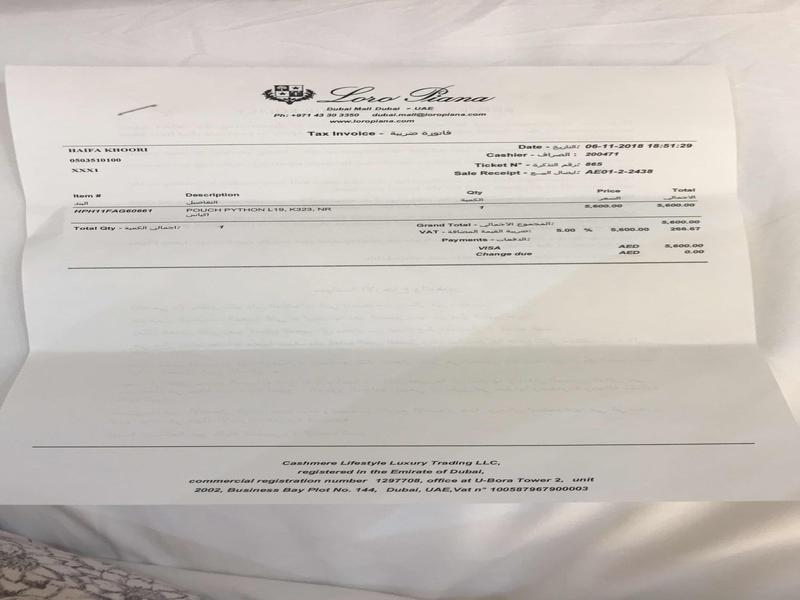 Loro Piana
Dubai Mall Dubai - UAE
Ph: +971 43 30 3350 dubai.mall@loropiana.com
www.loropiana.com
Tax Invoice - فاتورة ضريبية
HAIFA KHOORI
0503510100
XXX1
Date - التاريخ: 06-11-2018 18:51:29
Cashier - الصراف : 200471
Ticket N° - رقم التذكرة: 865
Sale Receipt - ايصال البيع: AE01-2-2438
Item # Description Qty Price Total
البند التفاصيل الكمية السعر الاجمالي
HPH11FAG60661 POUCH PYTHON L19, K323, NR 1 5,600.00 5,600.00
اكياس
Total Qty - اجمالي الكمية: 1
Grand Total - المجموع الاجمالي: 5,600.00
VAT - ضريبة القيمة المضافة: 5.00 % 5,600.00 266.67
Payments - الدفعات:
VISA AED 5,600.00
Change due AED 0.00
Cashmere Lifestyle Luxury Trading LLC,
registered in the Emirate of Dubai,
commercial registration number 1297708, office at U-Bora Tower 2, unit
2002, Business Bay Plot No. 144, Dubai, UAE,Vat n° 100587967900003